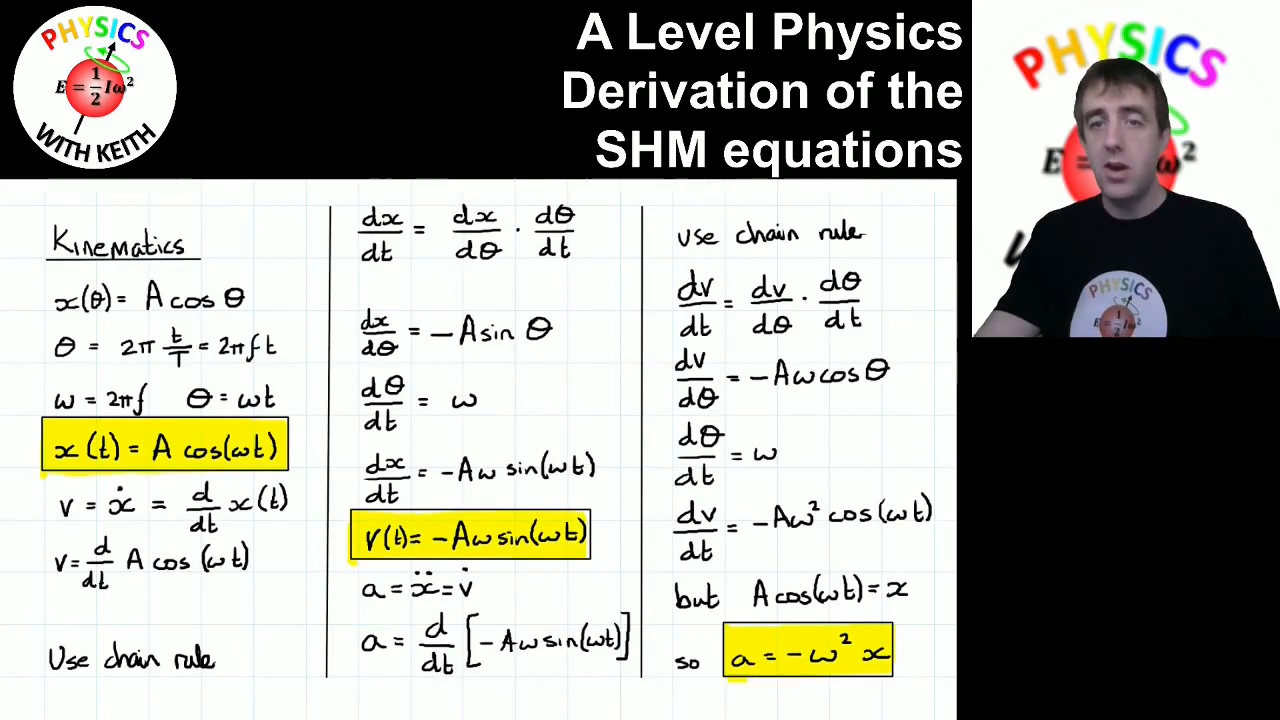 PHYSICS
E = 1/2 Iω²
WITH KEITH
A Level Physics
Derivation of the
SHM equations
PHYSICS
E = ω²
Kinematics
x(θ) = A cos θ
θ = 2π t/T = 2πft
ω = 2πf θ = ωt
x(t) = A cos(ωt)
v = ẋ = d/dt x(t)
v = d/dt A cos (ωt)
Use chain rule
dx/dt = dx/dθ · dθ/dt
dx/dθ = -A sin θ
dθ/dt = ω
dx/dt = -Aω sin(ωt)
v(t) = -Aω sin(ωt)
a = ẍ = v̇
a = d/dt [-Aω sin(ωt)]
use chain rule
dv/dt = dv/dθ · dθ/dt
dv/dθ = -Aω cos θ
dθ/dt = ω
dv/dt = -Aω² cos(ωt)
but A cos(ωt) = x
so a = -ω² x